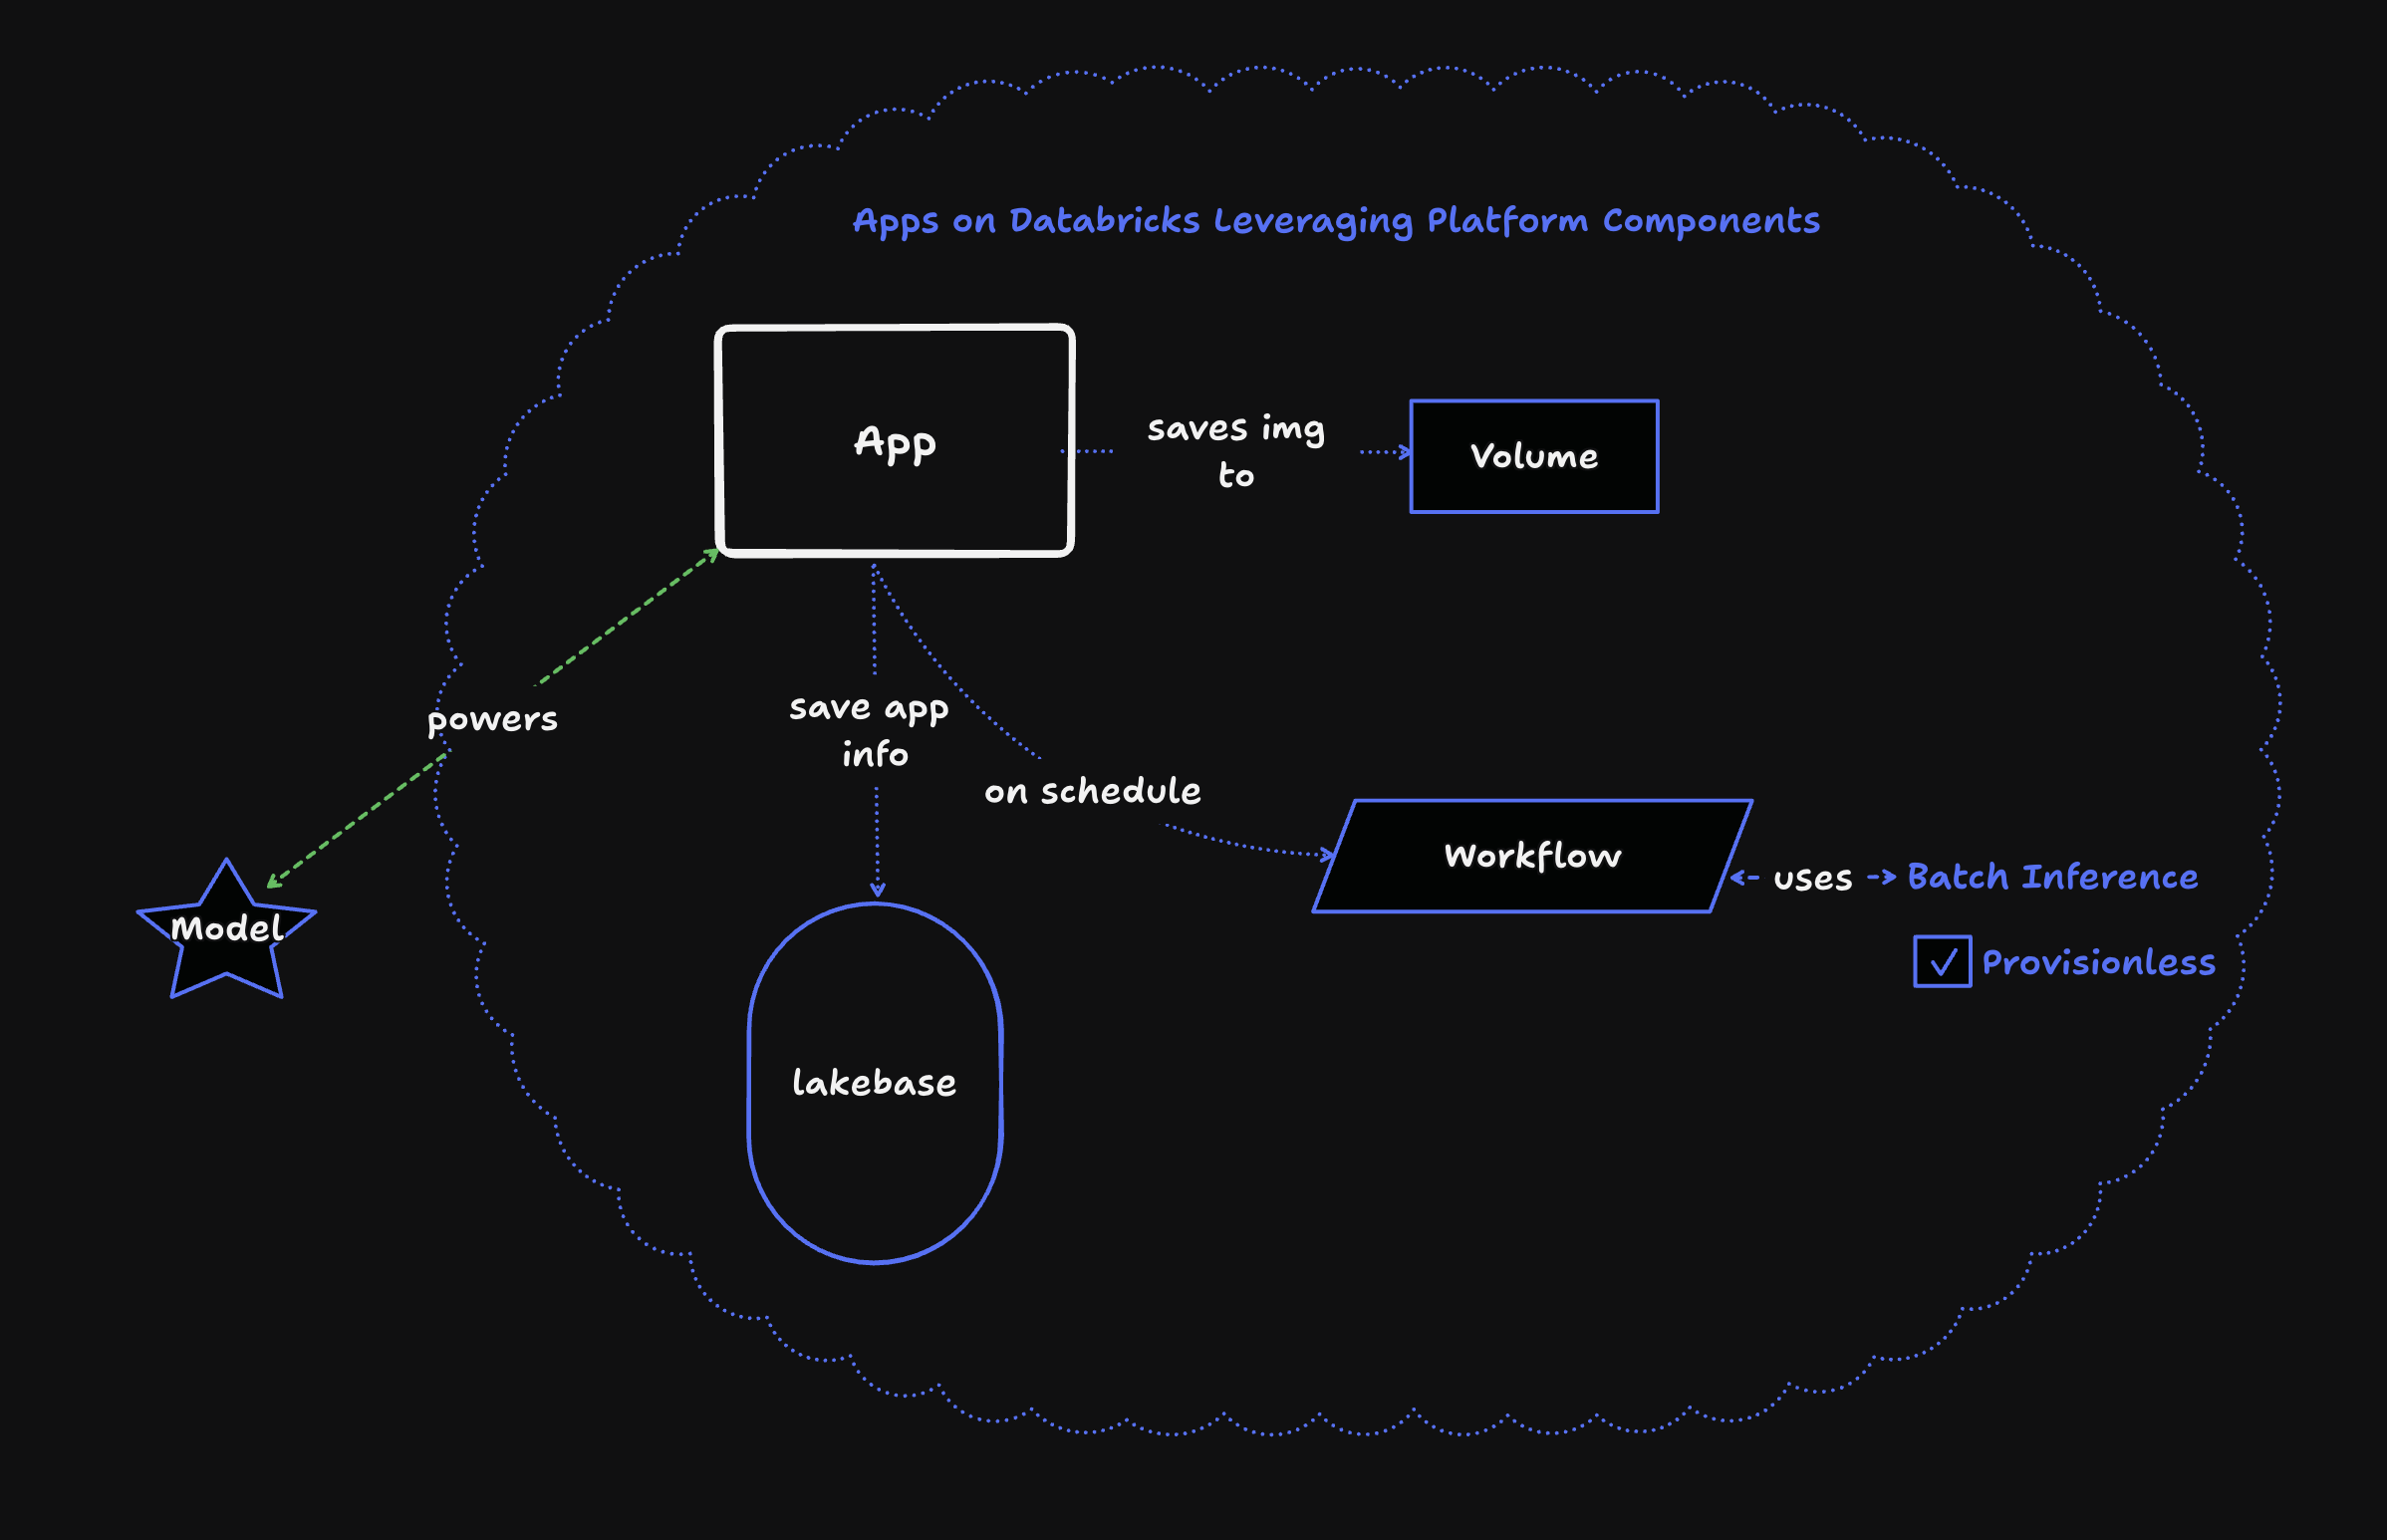 Apps on Databricks Leveraging Platform Components
App
saves img
to
Volume
powers
save app
info
on schedule
Workflow
uses
Batch Inference
Model
Provisionless
lakebase